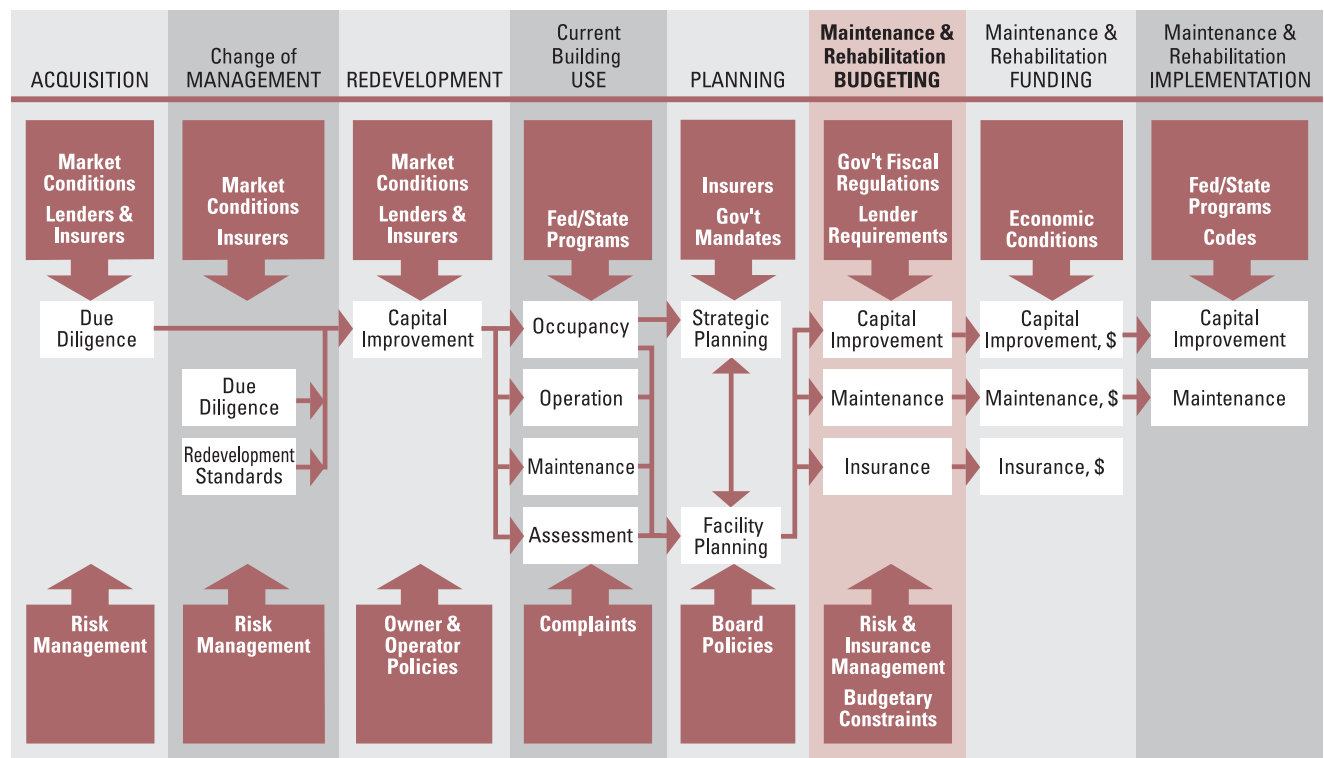 ACQUISITION
Change of
MANAGEMENT
REDEVELOPMENT
Current
Building
USE
PLANNING
Maintenance &
Rehabilitation
BUDGETING
Maintenance &
Rehabilitation
FUNDING
Maintenance &
Rehabilitation
IMPLEMENTATION
Market
Conditions
Lenders &
Insurers
Market
Conditions
Insurers
Market
Conditions
Lenders &
Insurers
Fed/State
Programs
Insurers
Gov't
Mandates
Gov't Fiscal
Regulations
Lender
Requirements
Economic
Conditions
Fed/State
Programs
Codes
Due
Diligence
Capital
Improvement
Occupancy
Strategic
Planning
Capital
Improvement
Capital
Improvement, $
Capital
Improvement
Due
Diligence
Operation
Maintenance
Maintenance, $
Maintenance
Redevelopment
Standards
Maintenance
Insurance
Insurance, $
Assessment
Facility
Planning
Risk
Management
Risk
Management
Owner &
Operator
Policies
Complaints
Board
Policies
Risk &
Insurance
Management
Budgetary
Constraints